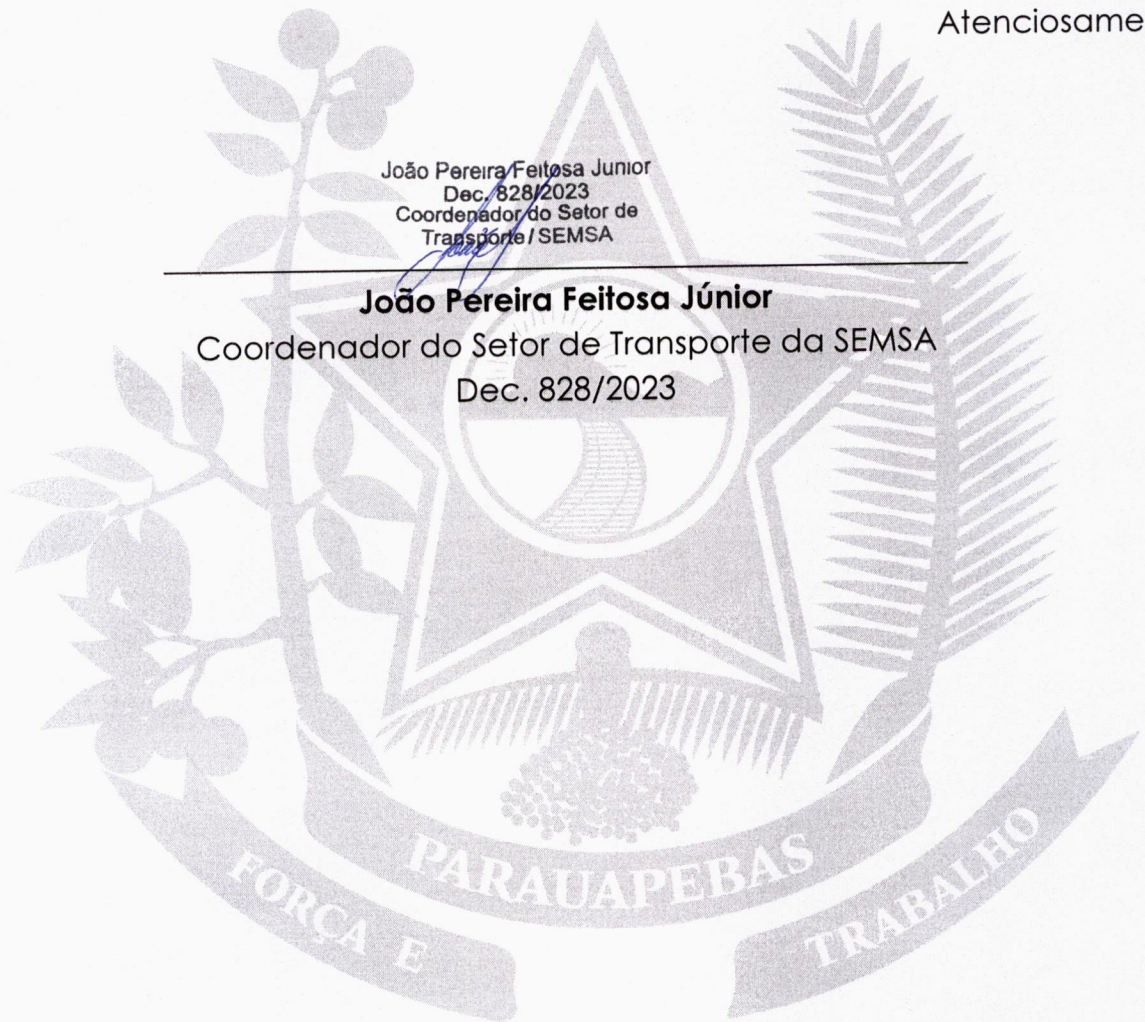 Atenciosame
João Pereira Feitosa Junior
Dec. 828/2023
Coordenador do Setor de
Transporte / SEMSA
João Pereira Feitosa Júnior
Coordenador do Setor de Transporte da SEMSA
Dec. 828/2023
PARAUAPEBAS
FORÇA E TRABALHO